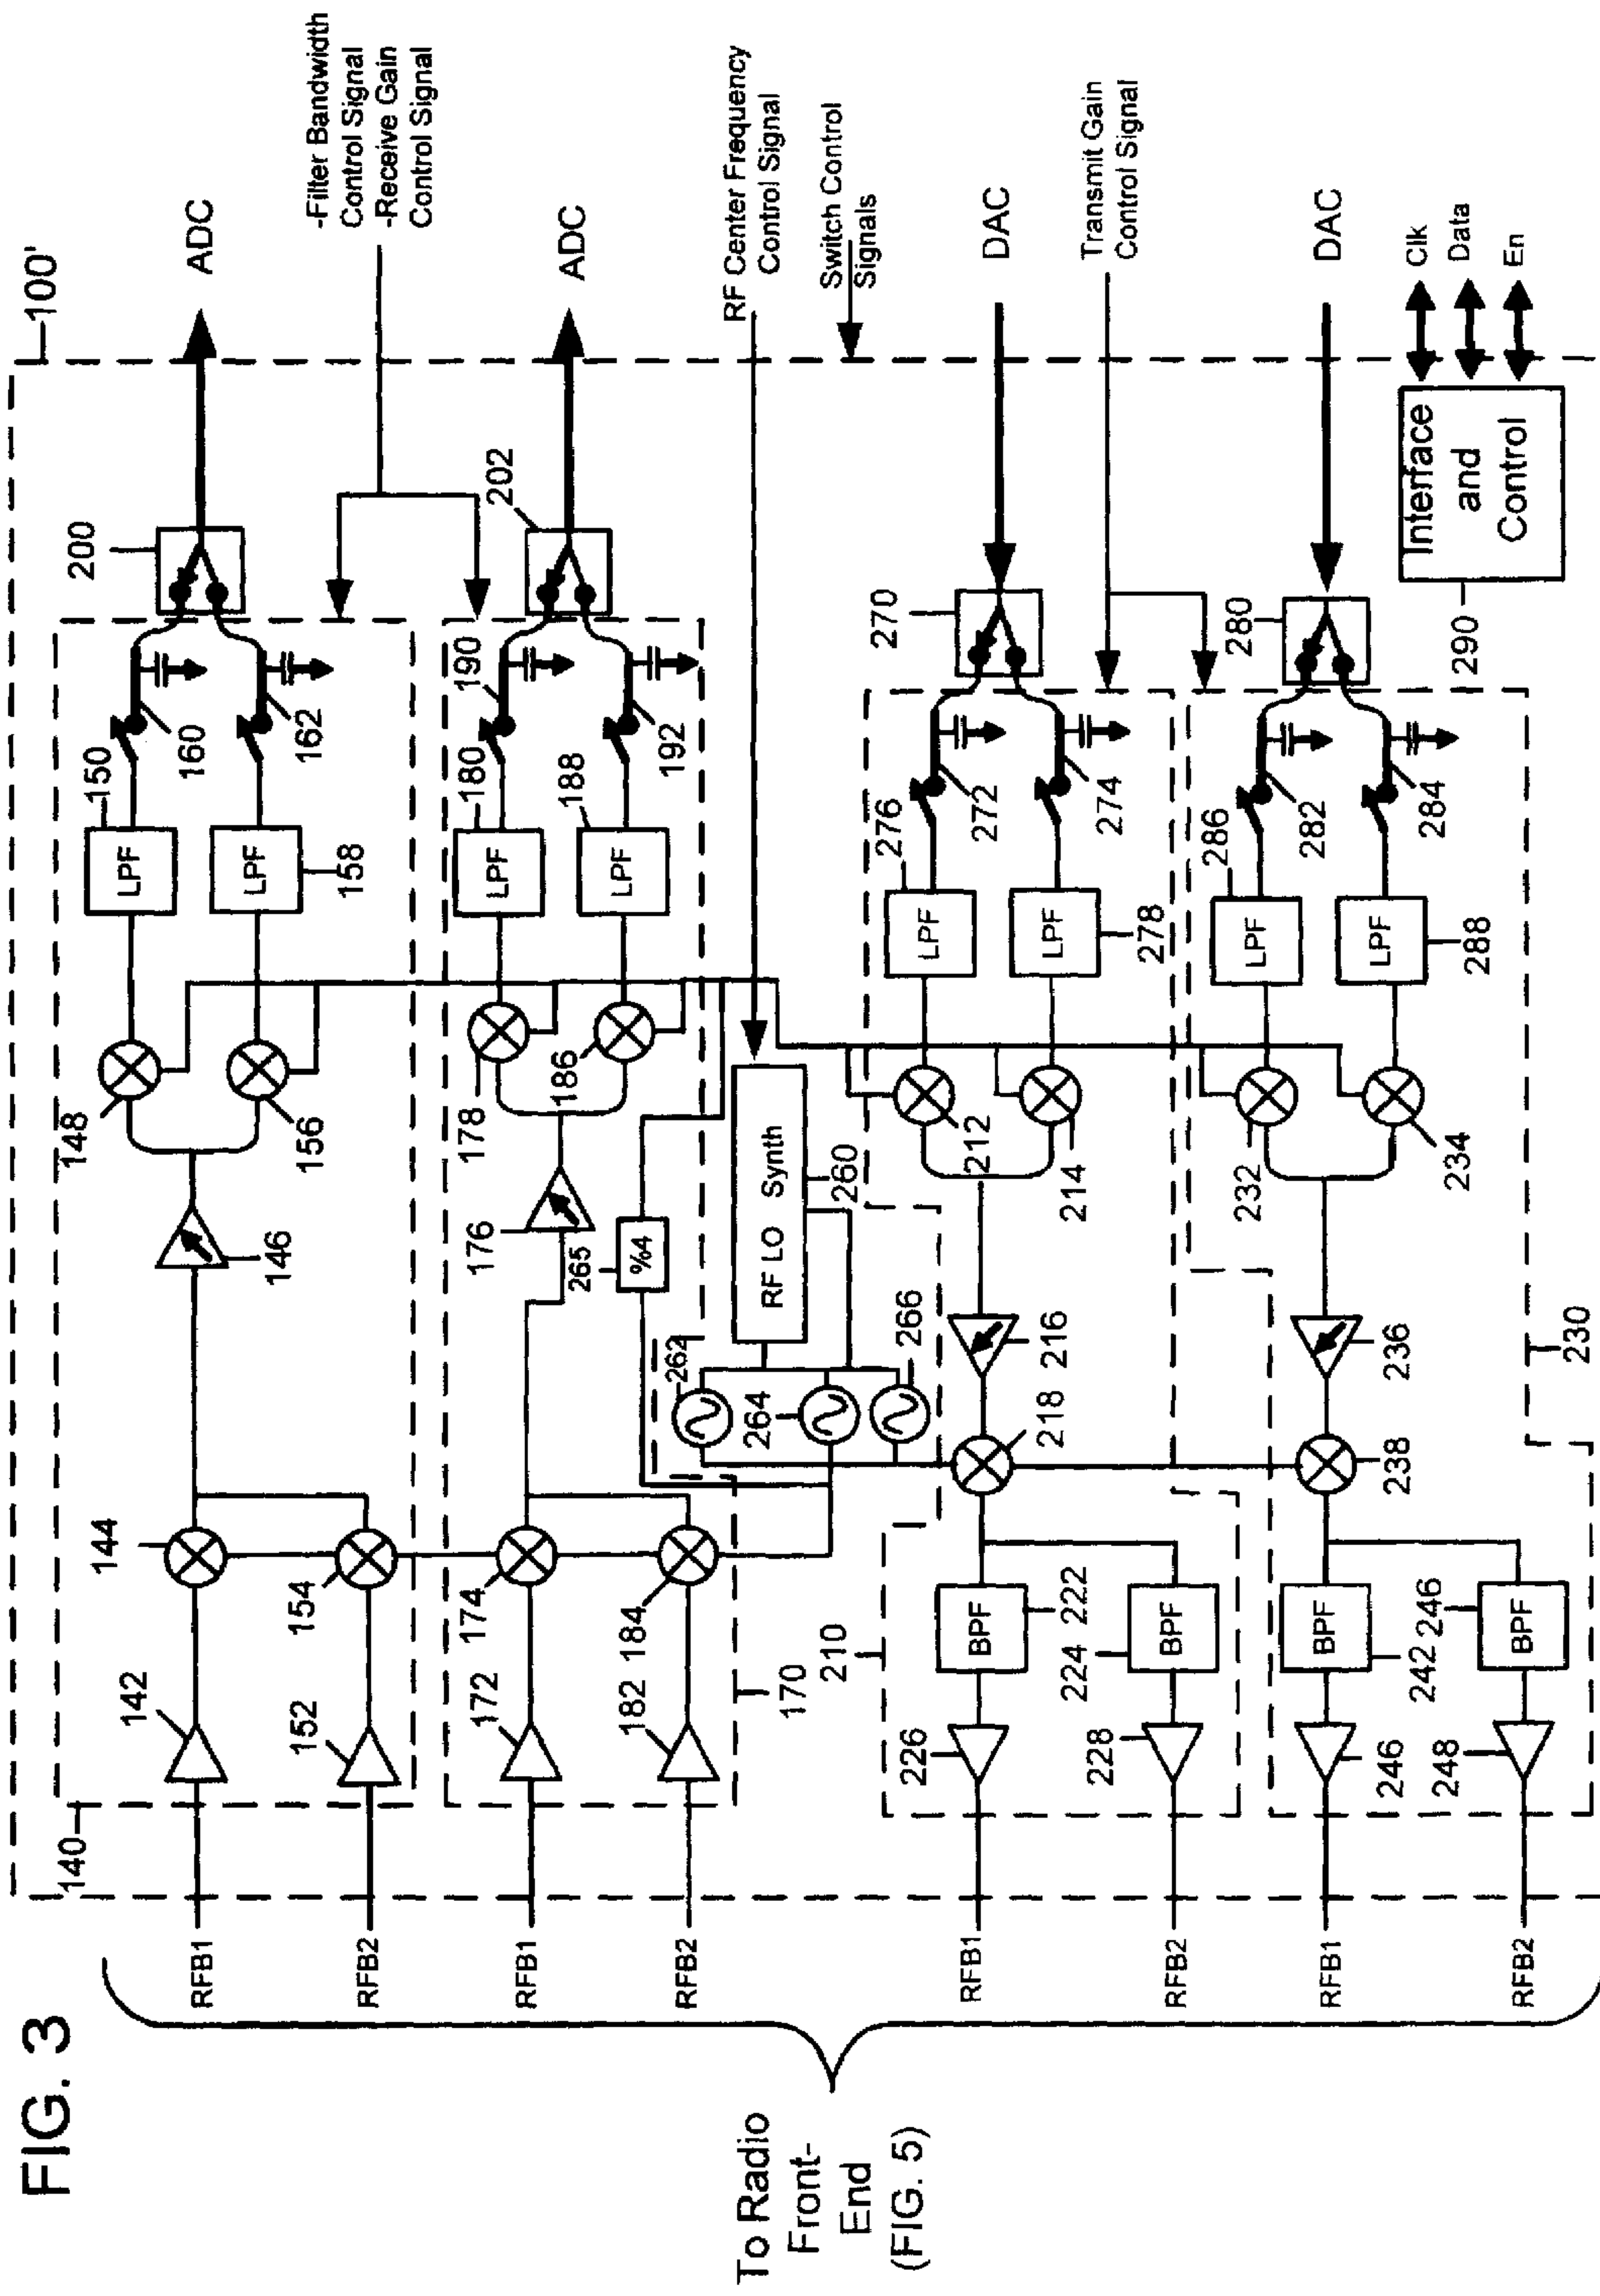 FIG. 3
100'
140
RFB1
142
144
146
148
LPF
150
160
200
ADC
RFB2
152
154
156
LPF
158
162
-Filter Bandwidth
Control Signal
-Receive Gain
Control Signal
RFB1
172
174
176
178
LPF
180
190
202
ADC
RFB2
182
184
186
LPF
188
192
170
265
%4
262
264
266
RF LO Synth
260
RF Center Frequency
Control Signal
Switch Control
Signals
To Radio
Front-
End
(FIG. 5)
210
RFB1
226
BPF
222
218
216
212
LPF
276
272
270
DAC
RFB2
228
BPF
224
214
LPF
278
274
Transmit Gain
Control Signal
RFB1
246
BPF
242
238
236
232
LPF
286
282
280
DAC
RFB2
248
BPF
246
234
LPF
288
284
230
290
Interface
and
Control
Clk
Data
En